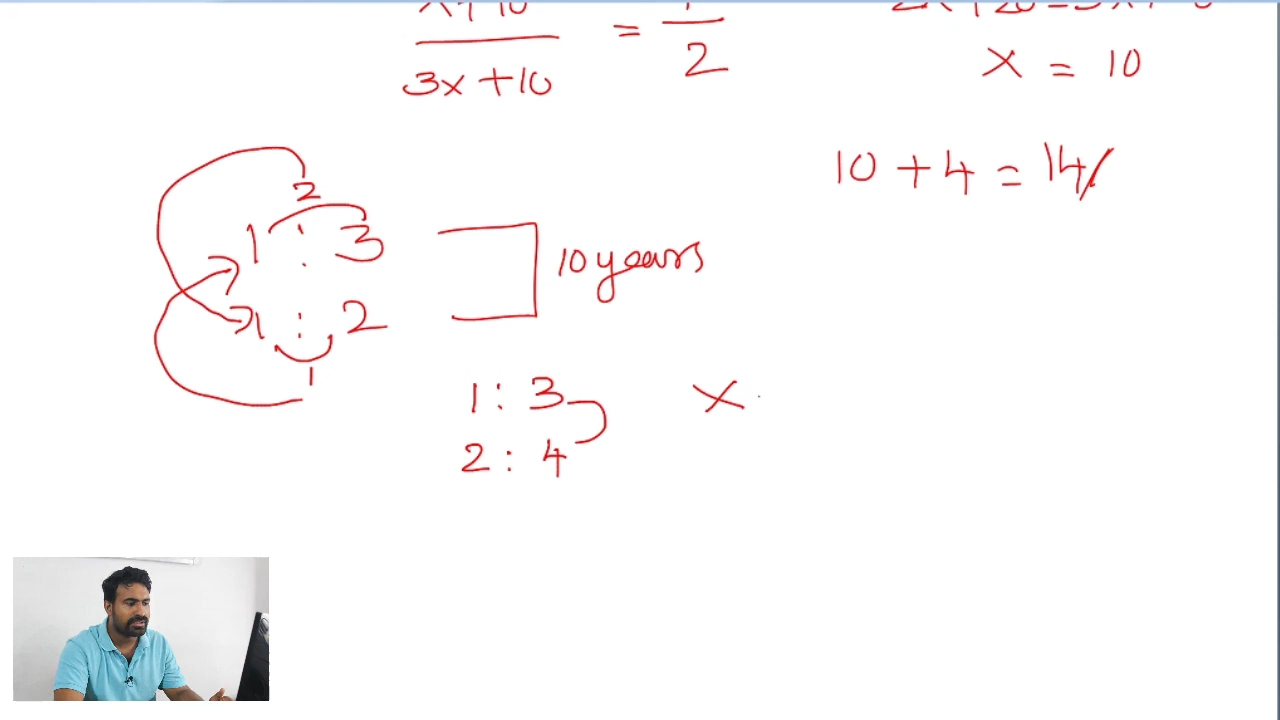 3x+10 = 2
x = 10
10 + 4 = 14
2
1 : 3
10 years
1 : 2
1
1 : 3
x
2 : 4